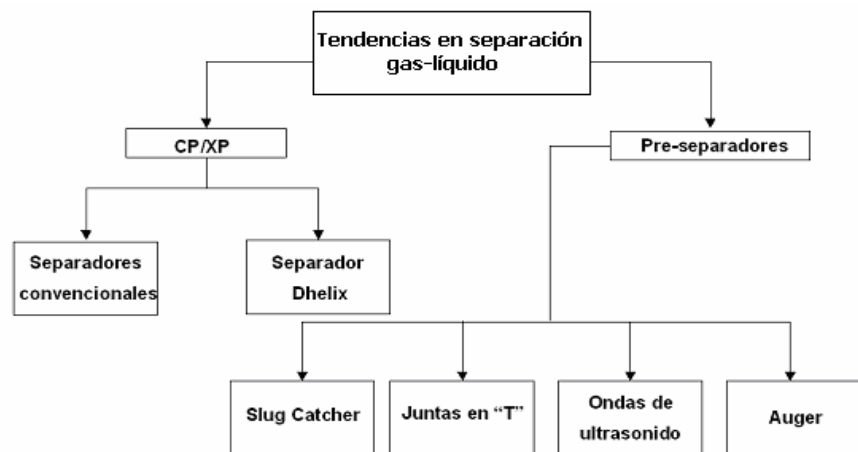 Tendencias en separación
gas-líquido
CP/XP
Pre-separadores
Separadores
convencionales
Separador
Dhelix
Slug Catcher
Juntas en “T”
Ondas de
ultrasonido
Auger